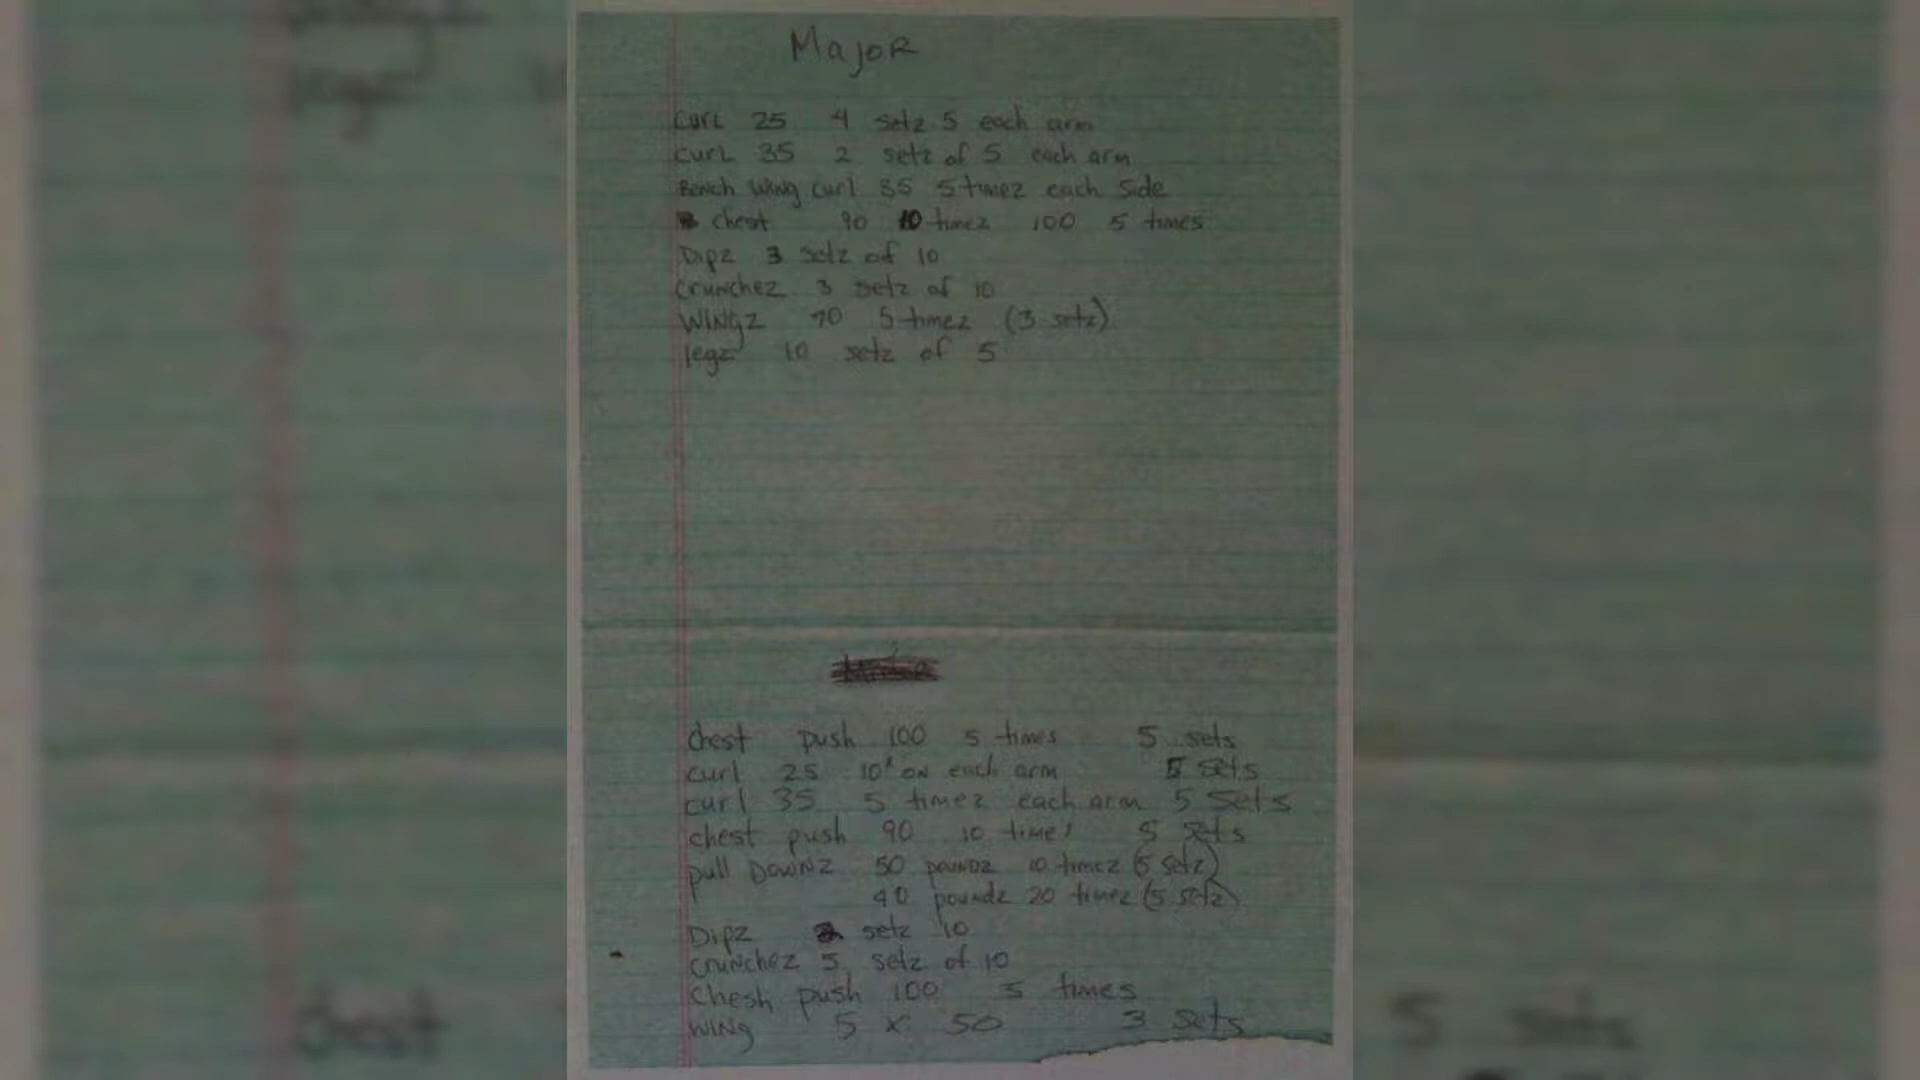 Major
curl 25 4 setz 5 each arm
curl 35 2 setz of 5 each arm
Bench wing curl 35 5 timez each side
chest 90 10 timez 100 5 times
Dipz 3 setz of 10
crunchez 3 setz of 10
wingz 70 5 timez (3 setz)
legz 10 setz of 5
chest push 100 5 times 5 sets
curl 25 10 on each arm 5 sets
curl 35 5 timez each arm 5 sets
chest push 90 10 time 5 sets
pull Downz 50 poundz 10 timez (5 setz)
40 poundz 20 timez (5 setz)
Dipz setz 10
crunchez 5 setz of 10
Chesh push 100 5 times
wing 5 x 50 3 sets